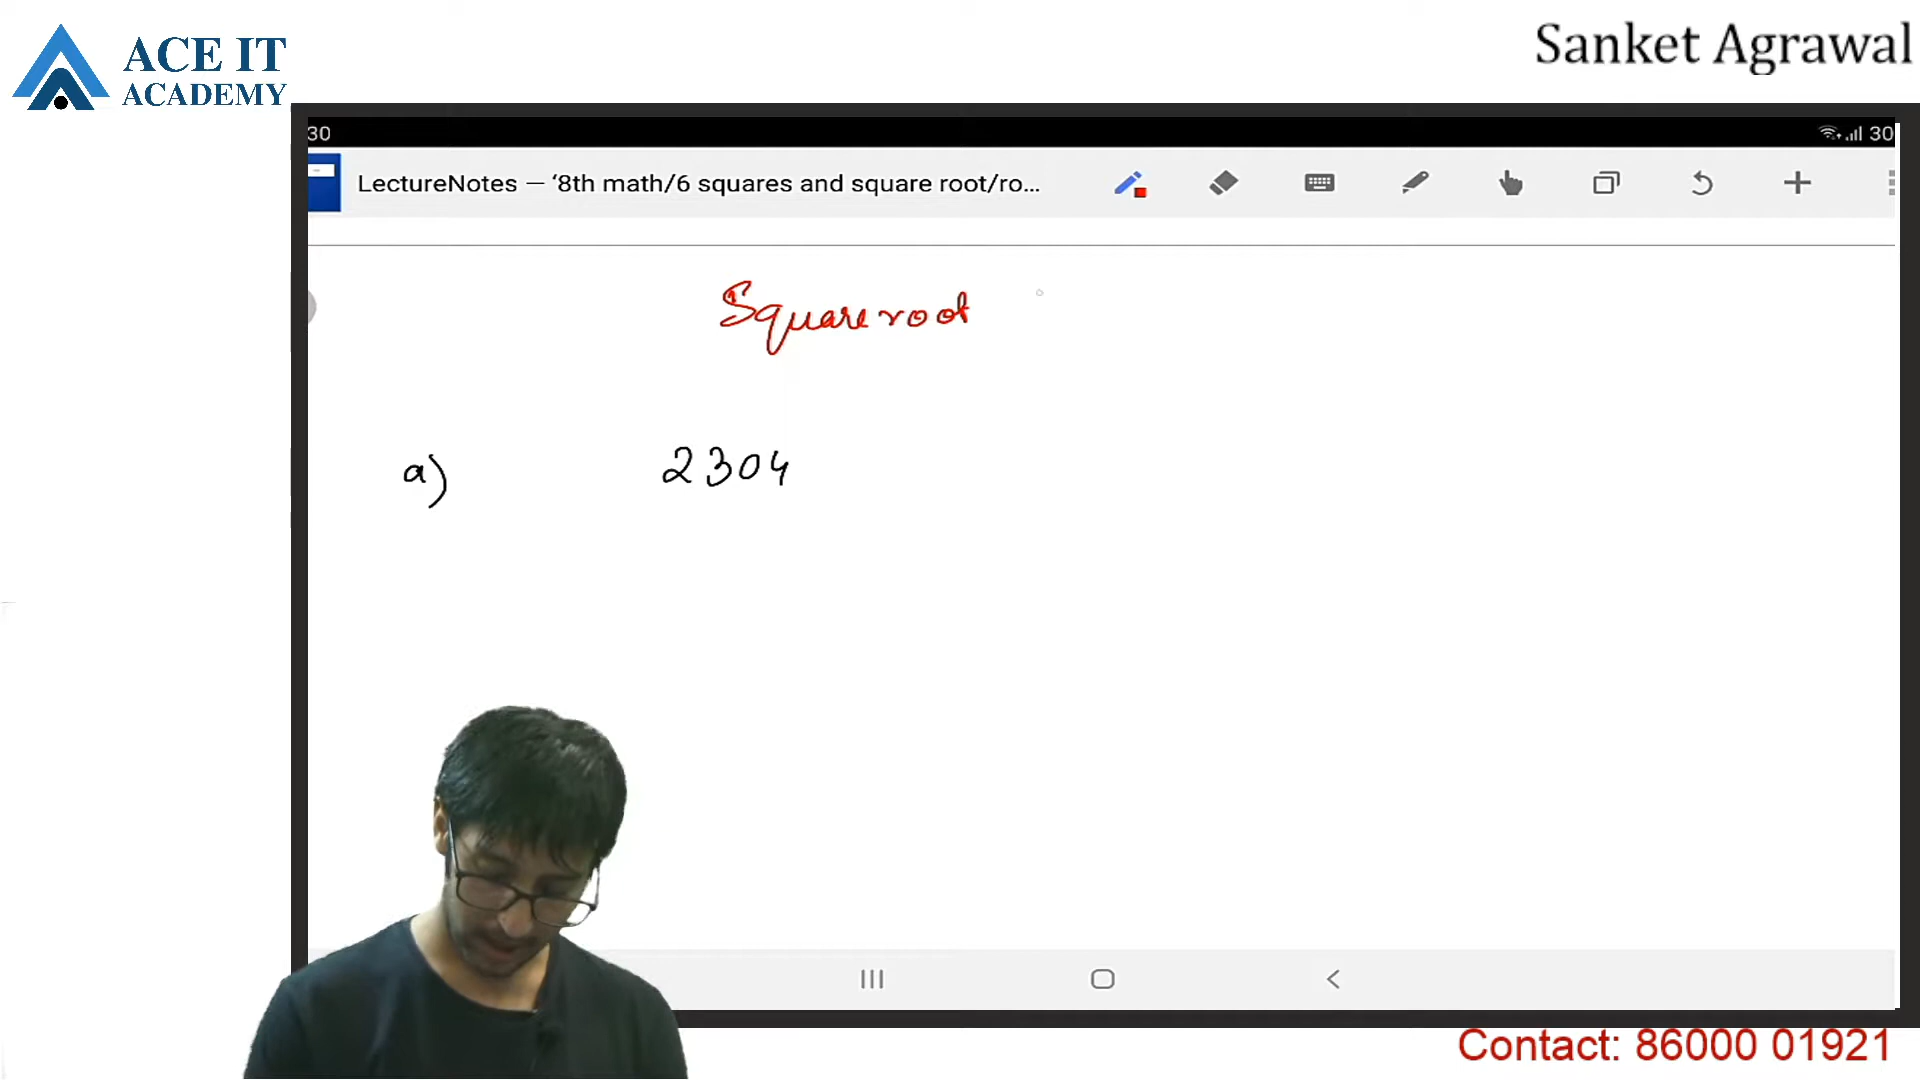 ACE IT
ACADEMY
Sanket Agrawal
30
30
LectureNotes — ‘8th math/6 squares and square root/ro...
Square root
a) 2304
Contact: 86000 01921